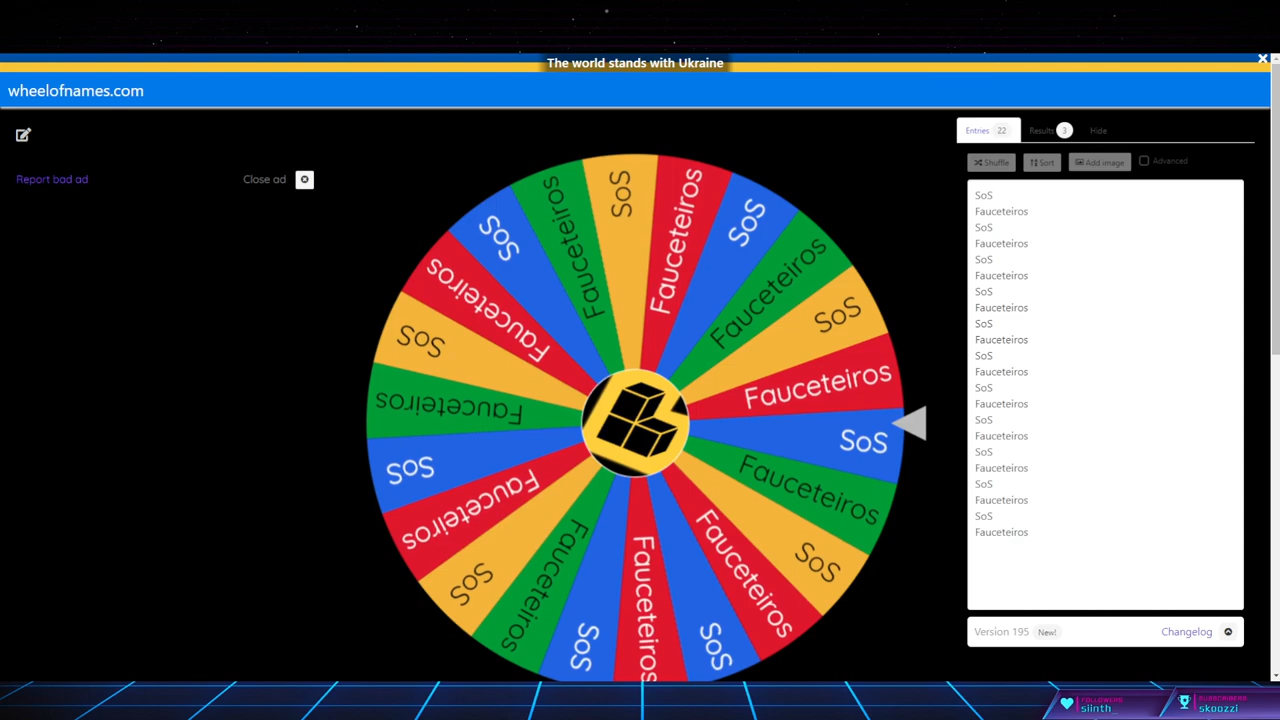 The world stands with Ukraine
wheelofnames.com
Report bad ad
Close ad
Entries 22
Results 3
Hide
Shuffle
Sort
Add image
Advanced
SoS
Fauceteiros
SoS
Fauceteiros
SoS
Fauceteiros
SoS
Fauceteiros
SoS
Fauceteiros
SoS
Fauceteiros
SoS
Fauceteiros
SoS
Fauceteiros
SoS
Fauceteiros
SoS
Fauceteiros
SoS
Fauceteiros
SoS
Fauceteiros
SoS
Fauceteiros
SoS
Fauceteiros
SoS
Fauceteiros
SoS
Fauceteiros
SoS
Fauceteiros
SoS
Fauceteiros
SoS
Fauceteiros
SoS
Fauceteiros
SoS
Fauceteiros
SoS
Fauceteiros
Version 195 New!
Changelog
FOLLOWERS
siinth_
SUBSCRIBERS
skoozzi